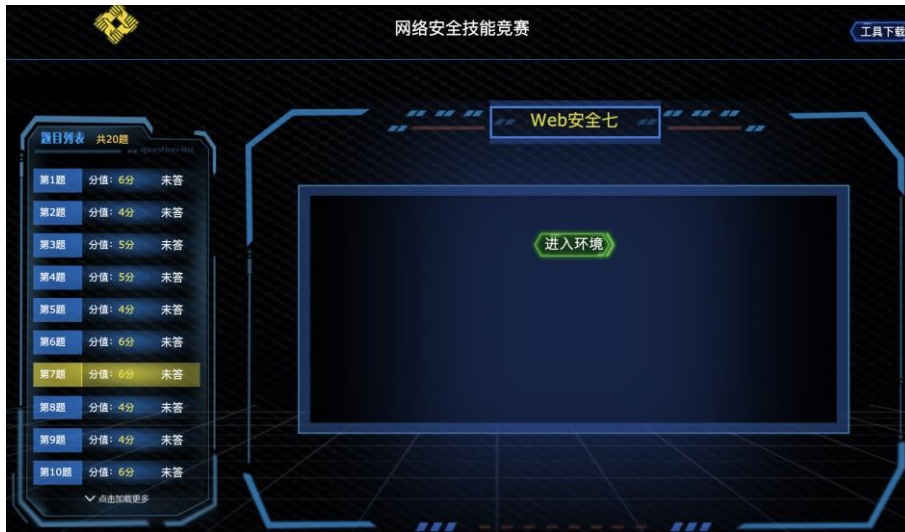 网络安全技能竞赛
工具下载
Web安全七
题目列表 共20题
question-list
第1题 分值：6分 未答
第2题 分值：4分 未答
第3题 分值：5分 未答
第4题 分值：5分 未答
第5题 分值：4分 未答
第6题 分值：6分 未答
第7题 分值：6分 未答
第8题 分值：4分 未答
第9题 分值：4分 未答
第10题 分值：6分 未答
点击加载更多
进入环境